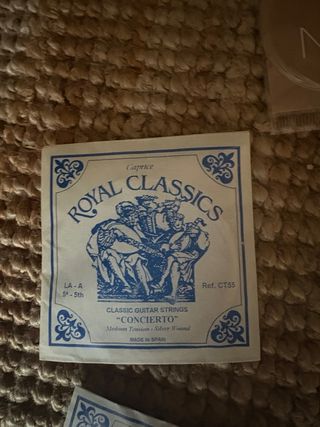 Caprice
ROYAL CLASSICS
LA - A
5ª - 5th
Ref. CT55
CLASSIC GUITAR STRINGS
"CONCIERTO"
Medium Tension - Silver Wound
MADE IN SPAIN
N